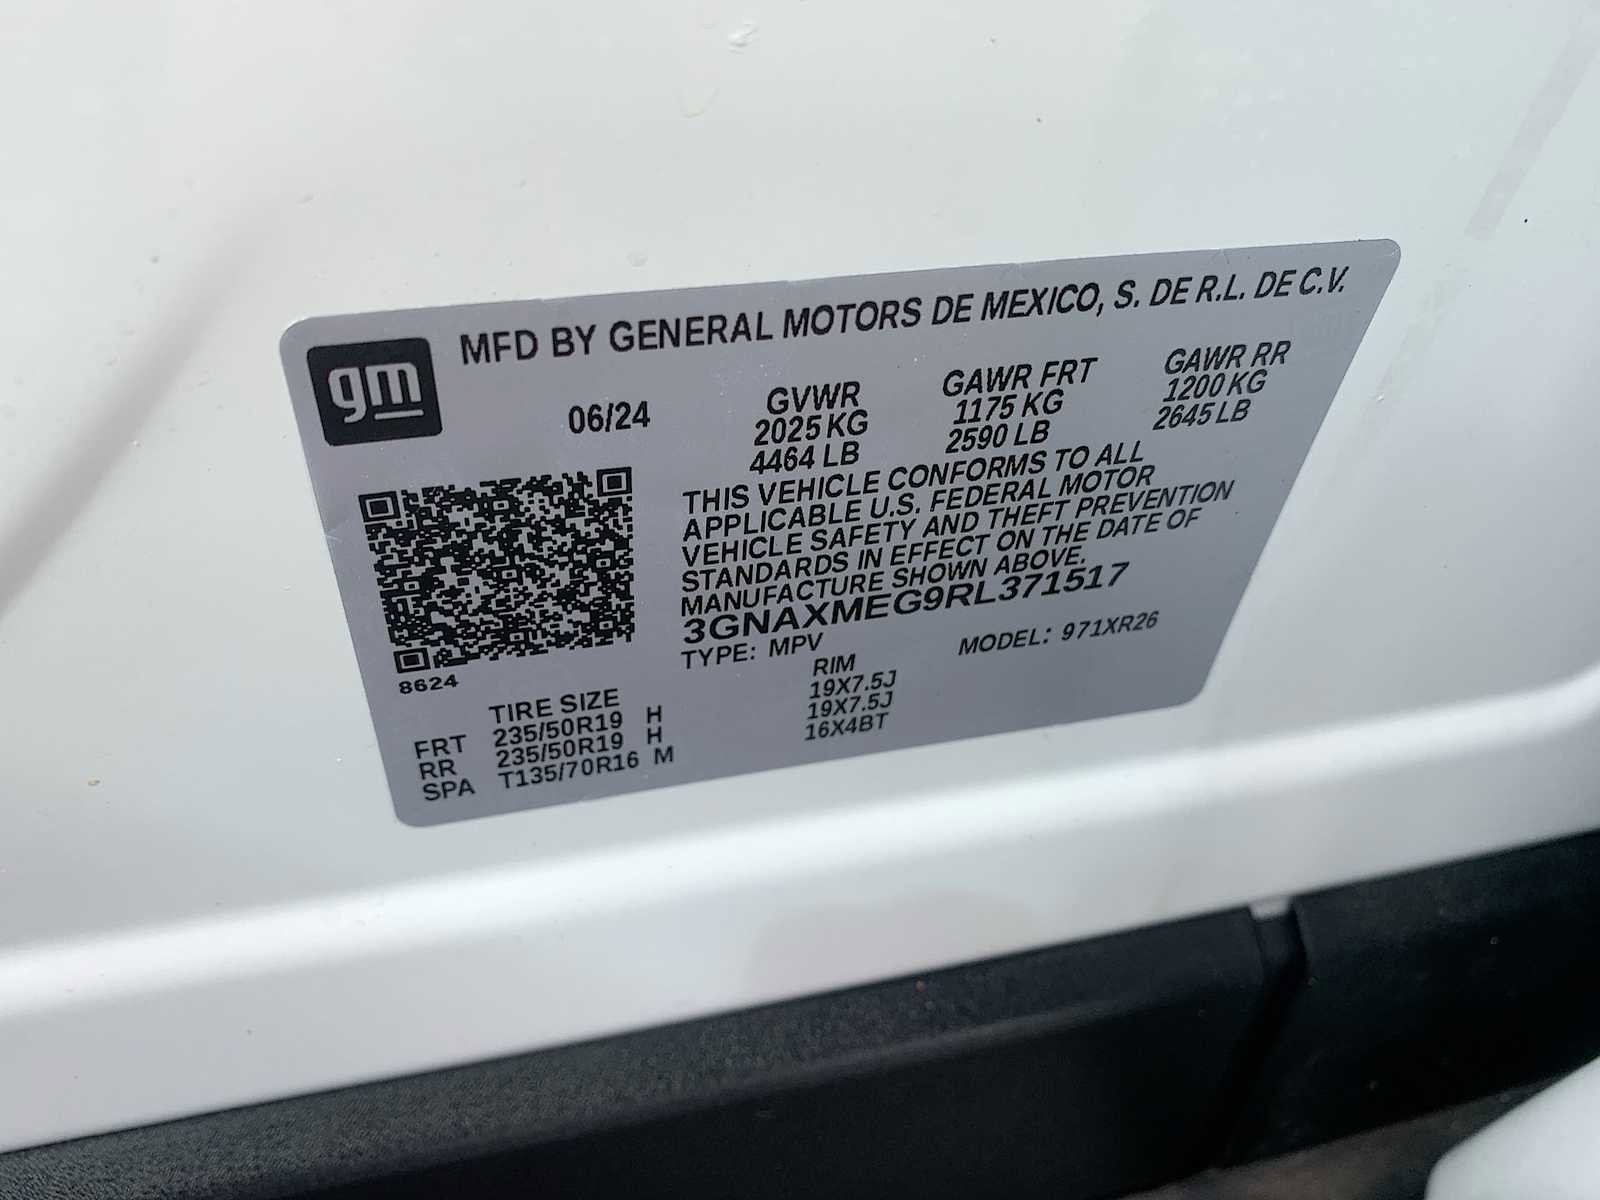 gm
MFD BY GENERAL MOTORS DE MEXICO, S. DE R.L. DE C.V.
06/24
GVWR
2025 KG
4464 LB
GAWR FRT
1175 KG
2590 LB
GAWR RR
1200 KG
2645 LB
THIS VEHICLE CONFORMS TO ALL
APPLICABLE U.S. FEDERAL MOTOR
VEHICLE SAFETY AND THEFT PREVENTION
STANDARDS IN EFFECT ON THE DATE OF
MANUFACTURE SHOWN ABOVE.
3GNAXMEG9RL371517
TYPE: MPV MODEL: 971XR26
8624
TIRE SIZE RIM
FRT 235/50R19 H 19X7.5J
RR 235/50R19 H 19X7.5J
SPA T135/70R16 M 16X4BT